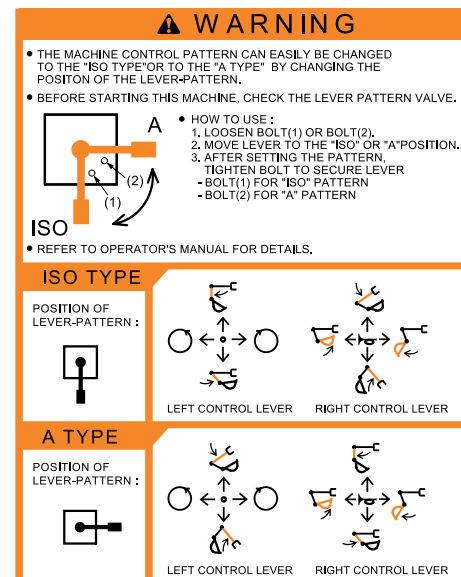 WARNING
• THE MACHINE CONTROL PATTERN CAN EASILY BE CHANGED
TO THE "ISO TYPE"OR TO THE "A TYPE" BY CHANGING THE
POSITON OF THE LEVER-PATTERN.
• BEFORE STARTING THIS MACHINE, CHECK THE LEVER PATTERN VALVE.
A
(2)
(1)
ISO
• HOW TO USE :
1. LOOSEN BOLT(1) OR BOLT(2).
2. MOVE LEVER TO THE "ISO" OR "A"POSITION.
3. AFTER SETTING THE PATTERN,
TIGHTEN BOLT TO SECURE LEVER
- BOLT(1) FOR "ISO" PATTERN
- BOLT(2) FOR "A" PATTERN
• REFER TO OPERATOR'S MANUAL FOR DETAILS.
ISO TYPE
POSITION OF
LEVER-PATTERN :
LEFT CONTROL LEVER
RIGHT CONTROL LEVER
A TYPE
POSITION OF
LEVER-PATTERN :
LEFT CONTROL LEVER
RIGHT CONTROL LEVER